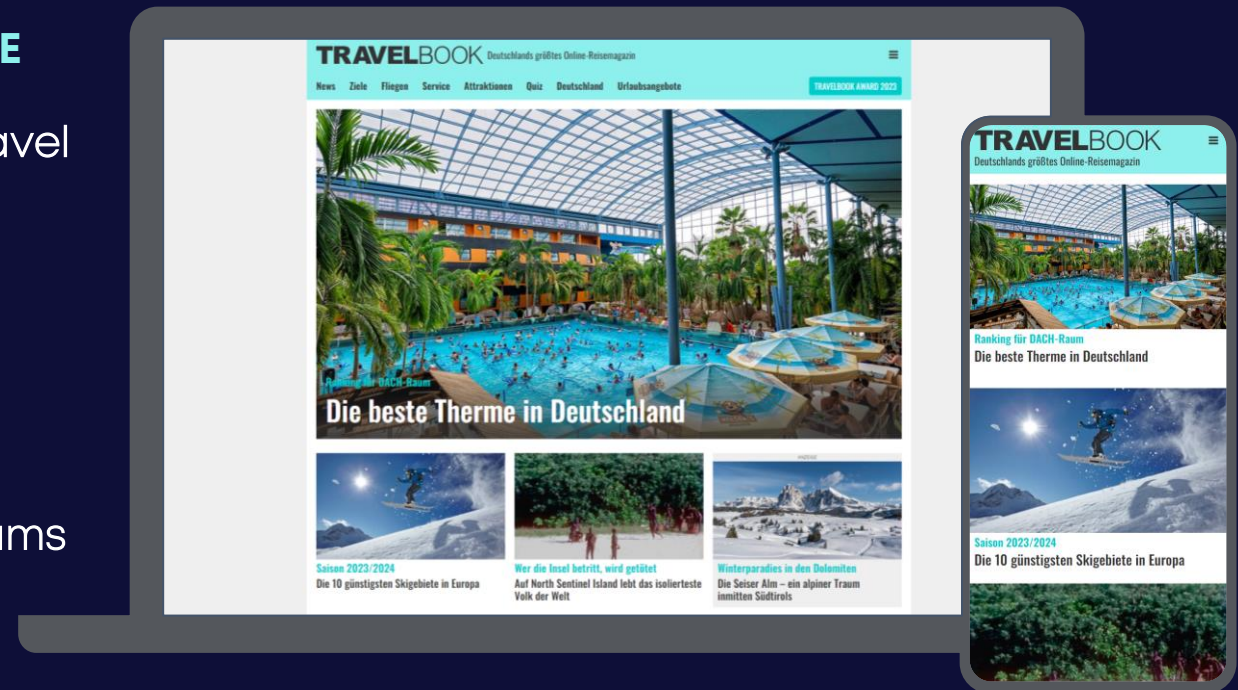 E
avel
ums
TRAVELBOOK Deutschlands größtes Online-Reisemagazin
News Ziele Fliegen Service Attraktionen Quiz Deutschland Urlaubsangebote
TRAVELBOOK AWARD 2023
Ranking für DACH-Raum
Die beste Therme in Deutschland
Saison 2023/2024
Die 10 günstigsten Skigebiete in Europa
Wer die Insel betritt, wird getötet
Auf North Sentinel Island lebt das isolierteste
Volk der Welt
ANZEIGE
Winterparadies in den Dolomiten
Die Seiser Alm – ein alpiner Traum
inmitten Südtirols
TRAVELBOOK
Deutschlands größtes Online-Reisemagazin
Ranking für DACH-Raum
Die beste Therme in Deutschland
Saison 2023/2024
Die 10 günstigsten Skigebiete in Europa